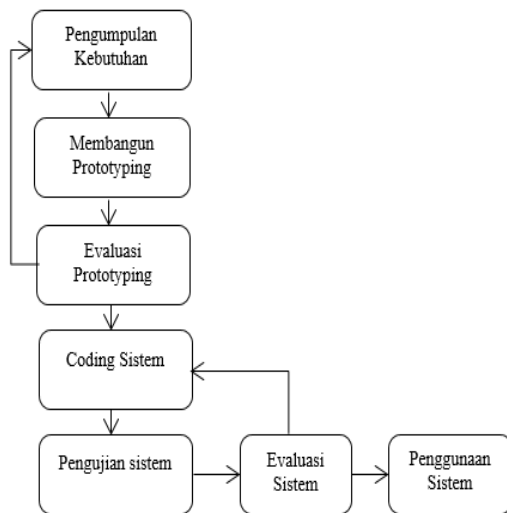 Pengumpulan
Kebutuhan
Membangun
Prototyping
Evaluasi
Prototyping
Coding Sistem
Pengujian sistem
Evaluasi
Sistem
Penggunaan
Sistem